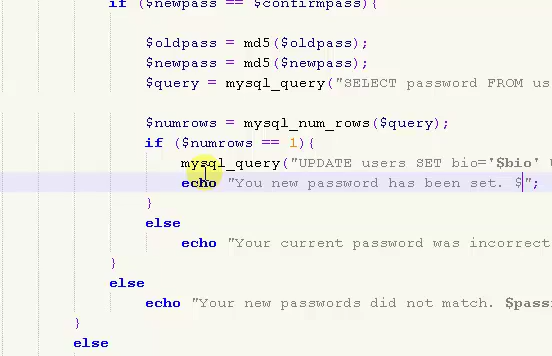 if ($newpass == $confirmpass){
$oldpass = md5($oldpass);
$newpass = md5($newpass);
$query = mysql_query("SELECT password FROM us
$numrows = mysql_num_rows($query);
if ($numrows == 1){
mysql_query("UPDATE users SET bio='$bio'
echo "You new password has been set. $";
}
else
echo "Your current password was incorrect
}
else
echo "Your new passwords did not match. $pass
}
else